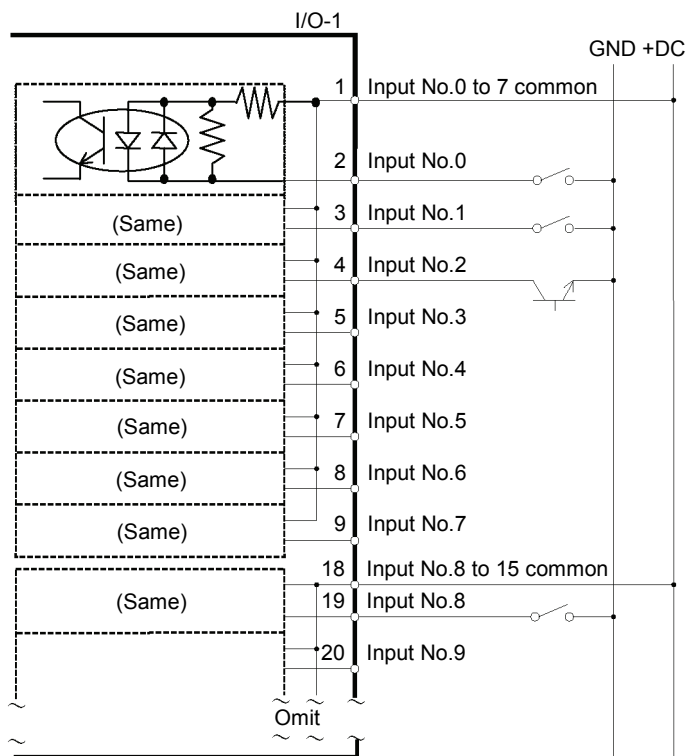 I/O-1
GND +DC
1 Input No.0 to 7 common
2 Input No.0
(Same) 3 Input No.1
(Same) 4 Input No.2
(Same) 5 Input No.3
(Same) 6 Input No.4
(Same) 7 Input No.5
(Same) 8 Input No.6
(Same) 9 Input No.7
18 Input No.8 to 15 common
(Same) 19 Input No.8
20 Input No.9
Omit